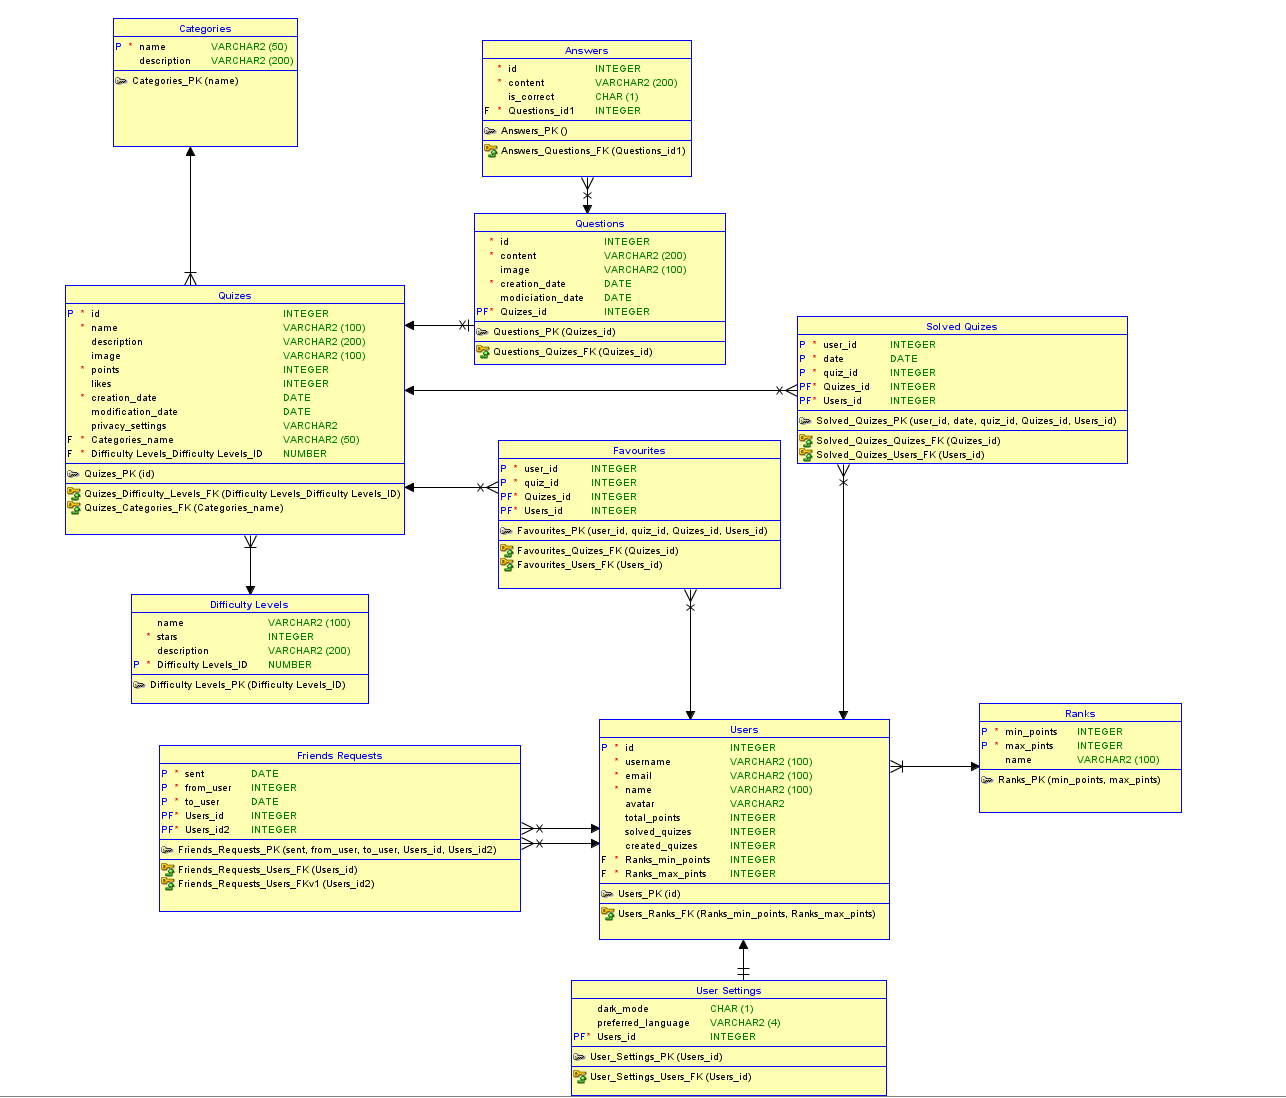 Categories
P * name VARCHAR2 (50)
description VARCHAR2 (200)
Categories_PK (name)
Answers
* id INTEGER
* content VARCHAR2 (200)
is_correct CHAR (1)
F * Questions_id1 INTEGER
Answers_PK ()
Answers_Questions_FK (Questions_id1)
Questions
* id INTEGER
* content VARCHAR2 (200)
image VARCHAR2 (100)
* creation_date DATE
modiciation_date DATE
PF* Quizes_id INTEGER
Questions_PK (Quizes_id)
Questions_Quizes_FK (Quizes_id)
Quizes
P * id INTEGER
* name VARCHAR2 (100)
description VARCHAR2 (200)
image VARCHAR2 (100)
* points INTEGER
likes INTEGER
* creation_date DATE
modification_date DATE
privacy_settings VARCHAR2
F * Categories_name VARCHAR2 (50)
F * Difficulty Levels_Difficulty Levels_ID NUMBER
Quizes_PK (id)
Quizes_Difficulty_Levels_FK (Difficulty Levels_Difficulty Levels_ID)
Quizes_Categories_FK (Categories_name)
Solved Quizes
P * user_id INTEGER
P * date DATE
P * quiz_id INTEGER
PF* Quizes_id INTEGER
PF* Users_id INTEGER
Solved_Quizes_PK (user_id, date, quiz_id, Quizes_id, Users_id)
Solved_Quizes_Quizes_FK (Quizes_id)
Solved_Quizes_Users_FK (Users_id)
Favourites
P * user_id INTEGER
P * quiz_id INTEGER
PF* Quizes_id INTEGER
PF* Users_id INTEGER
Favourites_PK (user_id, quiz_id, Quizes_id, Users_id)
Favourites_Quizes_FK (Quizes_id)
Favourites_Users_FK (Users_id)
Difficulty Levels
name VARCHAR2 (100)
* stars INTEGER
description VARCHAR2 (200)
P * Difficulty Levels_ID NUMBER
Difficulty Levels_PK (Difficulty Levels_ID)
Users
P * id INTEGER
* username VARCHAR2 (100)
* email VARCHAR2 (100)
* name VARCHAR2 (100)
avatar VARCHAR2
total_points INTEGER
solved_quizes INTEGER
created_quizes INTEGER
F * Ranks_min_points INTEGER
F * Ranks_max_pints INTEGER
Users_PK (id)
Users_Ranks_FK (Ranks_min_points, Ranks_max_pints)
Ranks
P * min_points INTEGER
P * max_pints INTEGER
name VARCHAR2 (100)
Ranks_PK (min_points, max_pints)
Friends Requests
P * sent DATE
P * from_user INTEGER
P * to_user DATE
PF* Users_id INTEGER
PF* Users_id2 INTEGER
Friends_Requests_PK (sent, from_user, to_user, Users_id, Users_id2)
Friends_Requests_Users_FK (Users_id)
Friends_Requests_Users_FKv1 (Users_id2)
User Settings
dark_mode CHAR (1)
preferred_language VARCHAR2 (4)
PF* Users_id INTEGER
User_Settings_PK (Users_id)
User_Settings_Users_FK (Users_id)